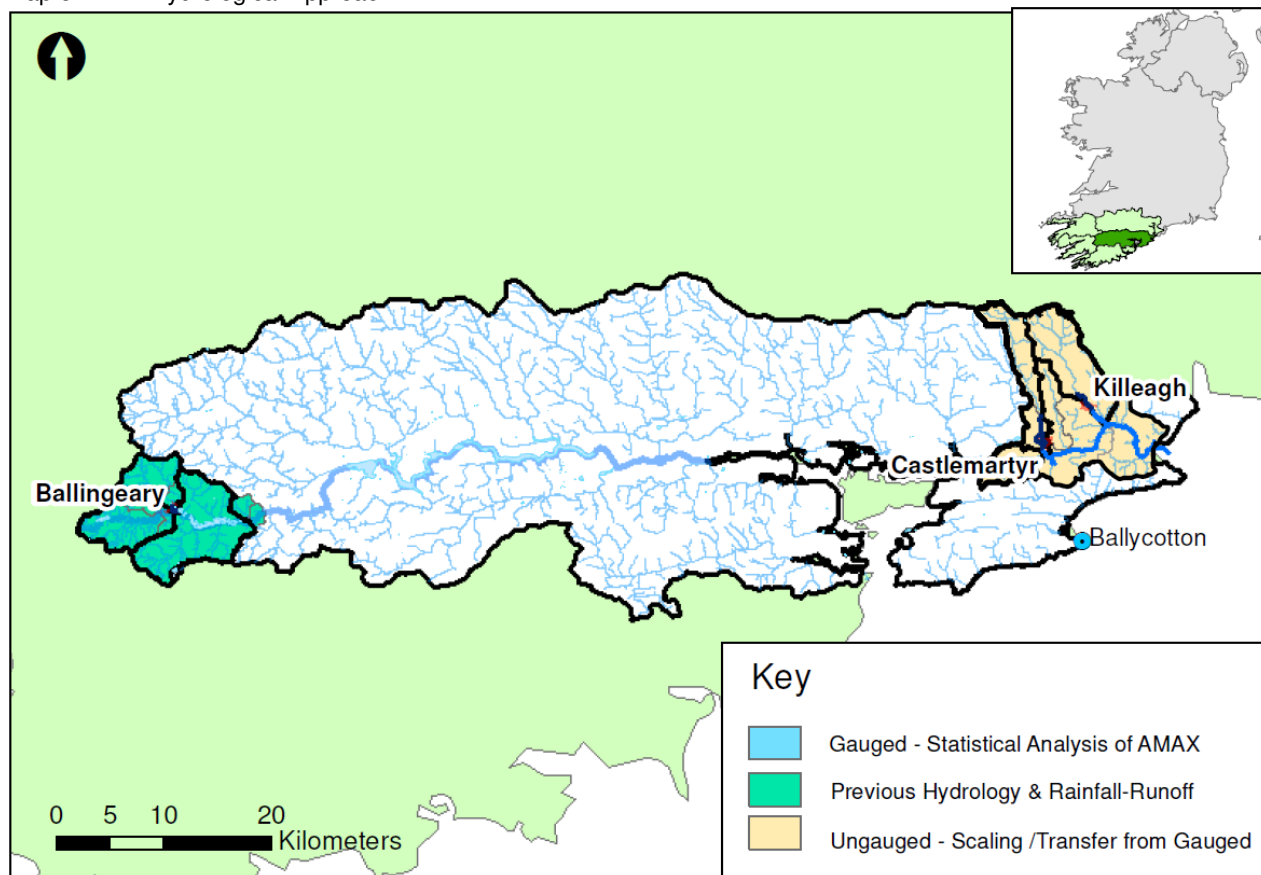 Killeagh
Castlemartyr
Ballingeary
Ballycotton
Key
Gauged - Statistical Analysis of AMAX
Previous Hydrology & Rainfall-Runoff
Ungauged - Scaling /Transfer from Gauged
0 5 10 20
Kilometers